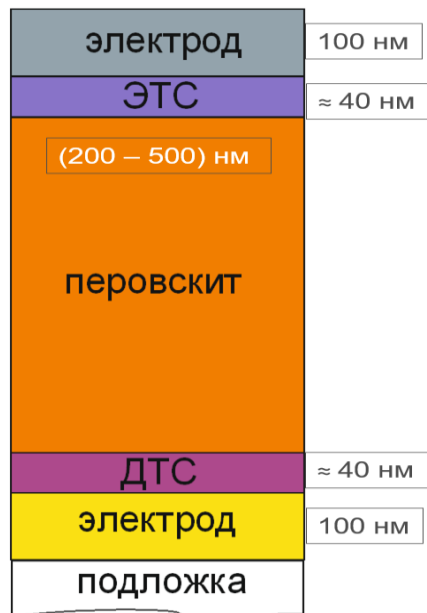 электрод
100 нм
ЭТС
≈ 40 нм
(200 – 500) нм
перовскит
ДТС
≈ 40 нм
электрод
100 нм
подложка